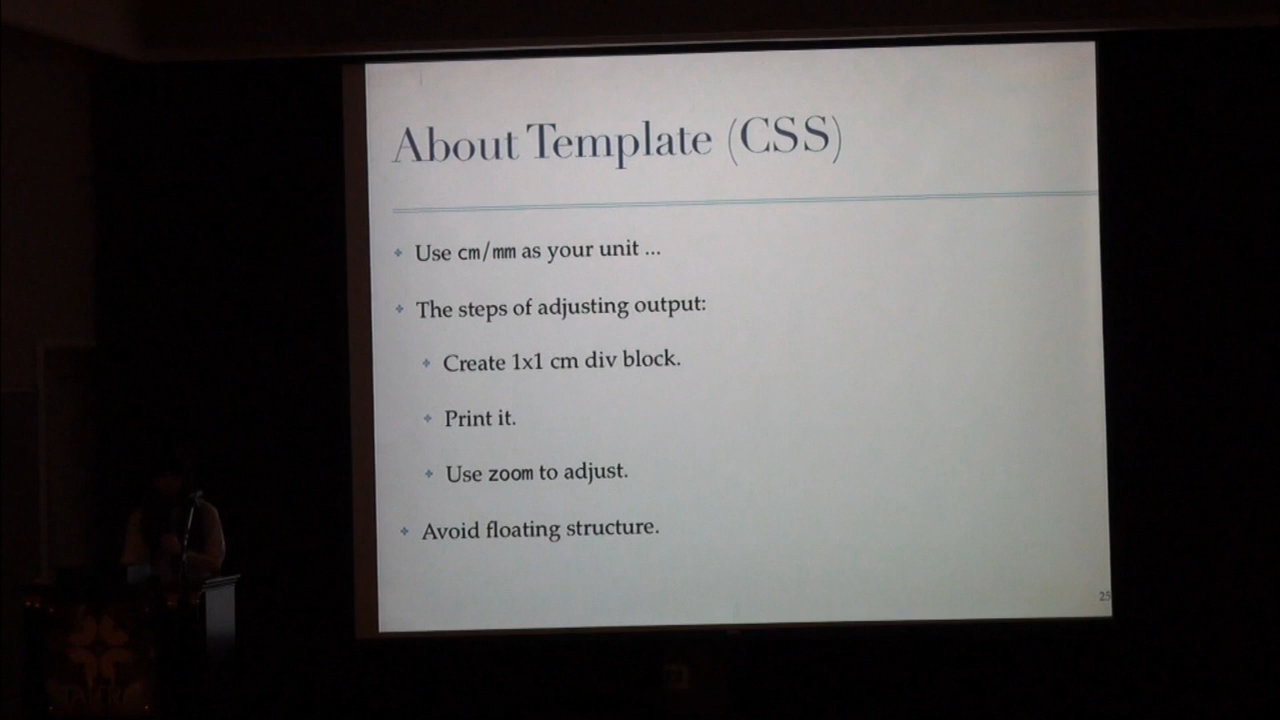 About Template (CSS)
Use cm/mm as your unit ...
The steps of adjusting output:
Create 1x1 cm div block.
Print it.
Use zoom to adjust.
Avoid floating structure.
25